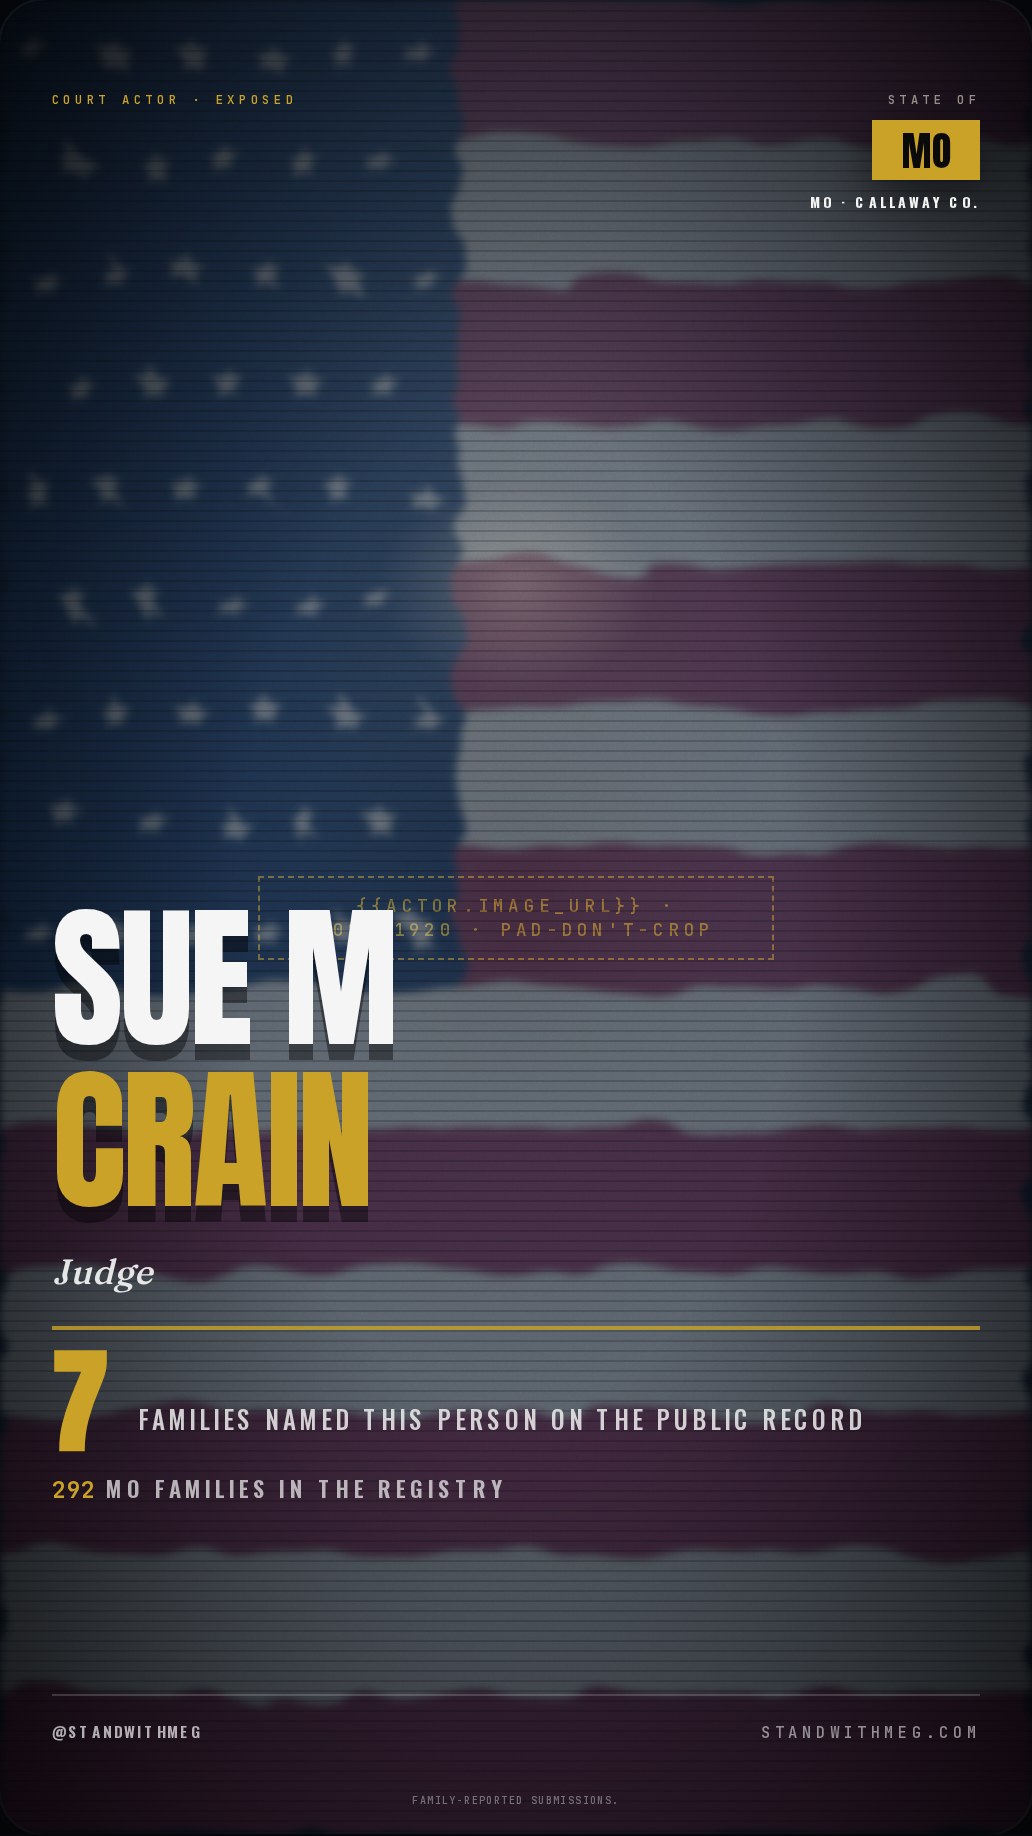 COURT ACTOR · EXPOSED
STATE OF
MO
MO · CALLAWAY CO.
{{ACTOR.IMAGE_URL}} ·
1920 · PAD-DON'T-CROP
SUE M
CRAIN
Judge
7 FAMILIES NAMED THIS PERSON ON THE PUBLIC RECORD
292 MO FAMILIES IN THE REGISTRY
@STANDWITHMEG
STANDWITHMEG.COM
FAMILY-REPORTED SUBMISSIONS.